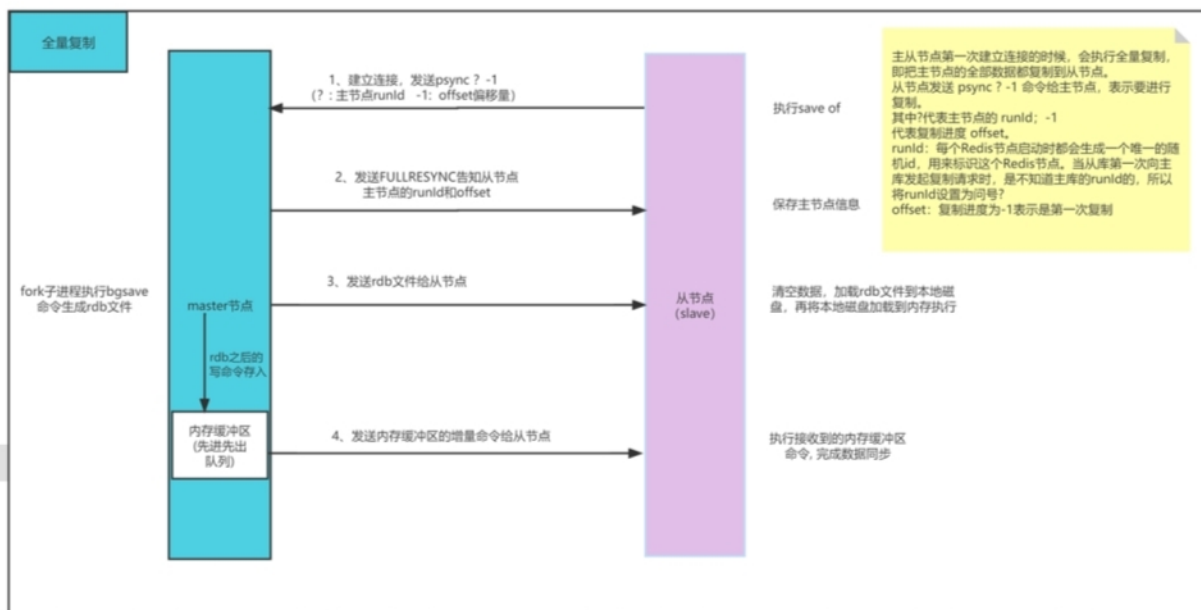 全量复制
1、建立连接，发送psync ? -1
（? : 主节点runId -1: offset偏移量）
执行save of
主从节点第一次建立连接的时候，会执行全量复制，
即把主节点的全部数据都复制到从节点。
从节点发送 psync ? -1 命令给主节点，表示要进行
复制。
其中?代表主节点的 runId；-1
代表复制进度 offset。
runId：每个Redis节点启动时都会生成一个唯一的随
机id，用来标识这个Redis节点。当从库第一次向主
库发起复制请求时，是不知道主库的runId的，所以
将runId设置为问号?
offset：复制进度为-1表示是第一次复制
2、发送FULLRESYNC告知从节点
主节点的runId和offset
保存主节点信息
fork子进程执行bgsave
命令生成rdb文件
master节点
3、发送rdb文件给从节点
从节点
（slave）
清空数据，加载rdb文件到本地磁
盘，再将本地磁盘加载到内存执行
rdb之后的
写命令存入
内存缓冲区
(先进先出
队列)
4、发送内存缓冲区的增量命令给从节点
执行接收到的内存缓冲区
命令, 完成数据同步